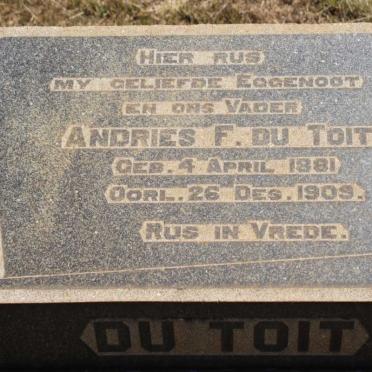 HIER RUS
MY GELIEFDE EGGENOOT
EN ONS VADER
ANDRIES F. DU TOIT
GEB. 4 APRIL 1881
OORL. 26 DES. 1909.
RUS IN VREDE.
DU TOIT